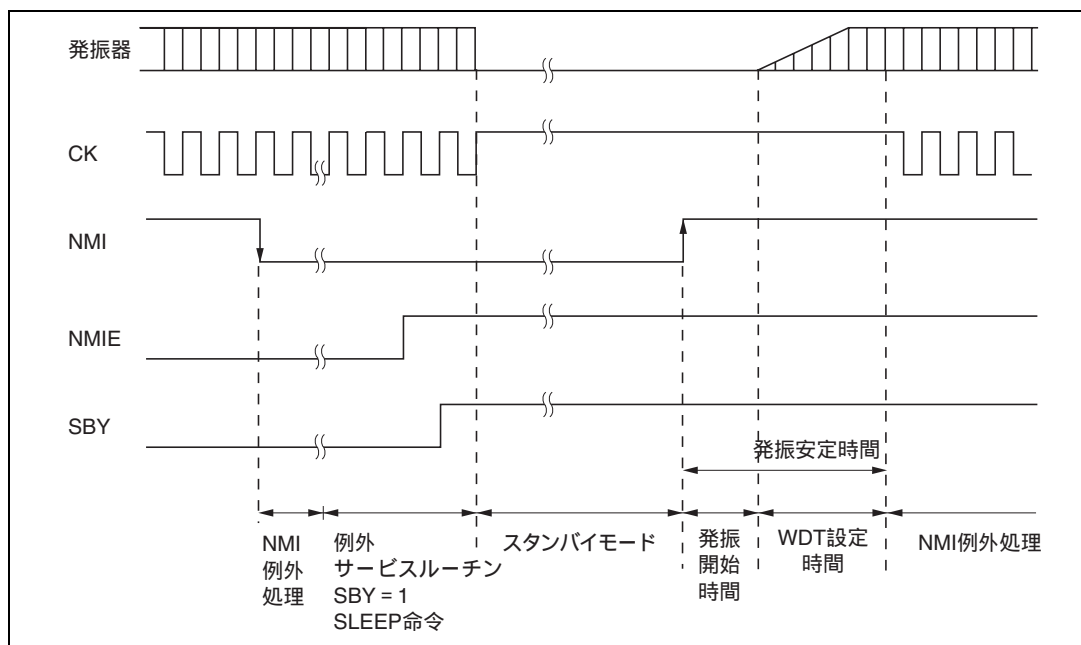 発振器
CK
NMI
NMIE
SBY
発振安定時間
NMI
例外
処理
例外
サービスルーチン
SBY = 1
SLEEP命令
スタンバイモード
発振
開始
時間
WDT設定
時間
NMI例外処理